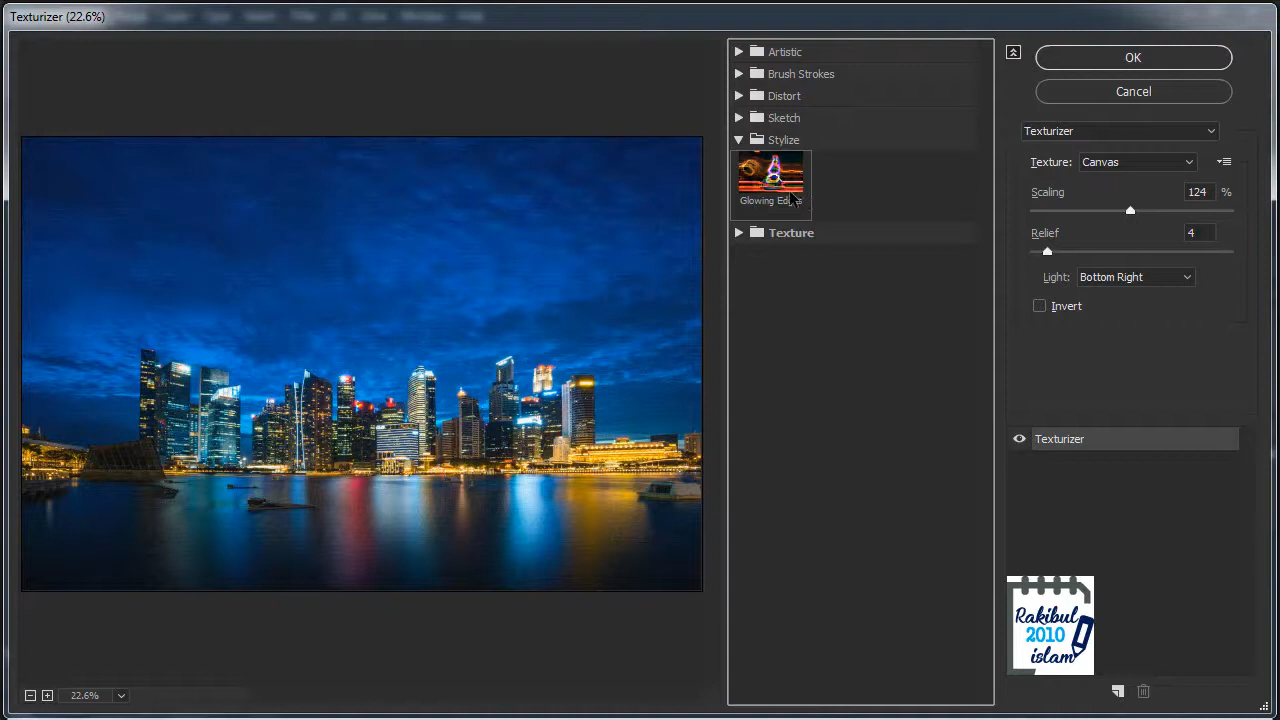 Texturizer (22.6%)
Artistic
Brush Strokes
Distort
Sketch
Stylize
Glowing Edges
Texture
OK
Cancel
Texturizer
Texture: Canvas
Scaling 124 %
Relief 4
Light: Bottom Right
Invert
Texturizer
Rakibul
2010
islam
22.6%